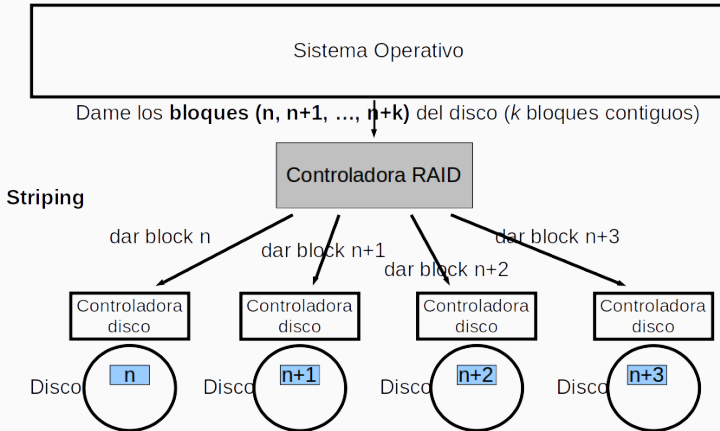 Sistema Operativo
Dame los bloques (n, n+1, ..., n+k) del disco (k bloques contiguos)
Controladora RAID
Striping
dar block n
dar block n+1
dar block n+2
dar block n+3
Controladora
disco
Controladora
disco
Controladora
disco
Controladora
disco
Disco
n
Disco
n+1
Disco
n+2
Disco
n+3